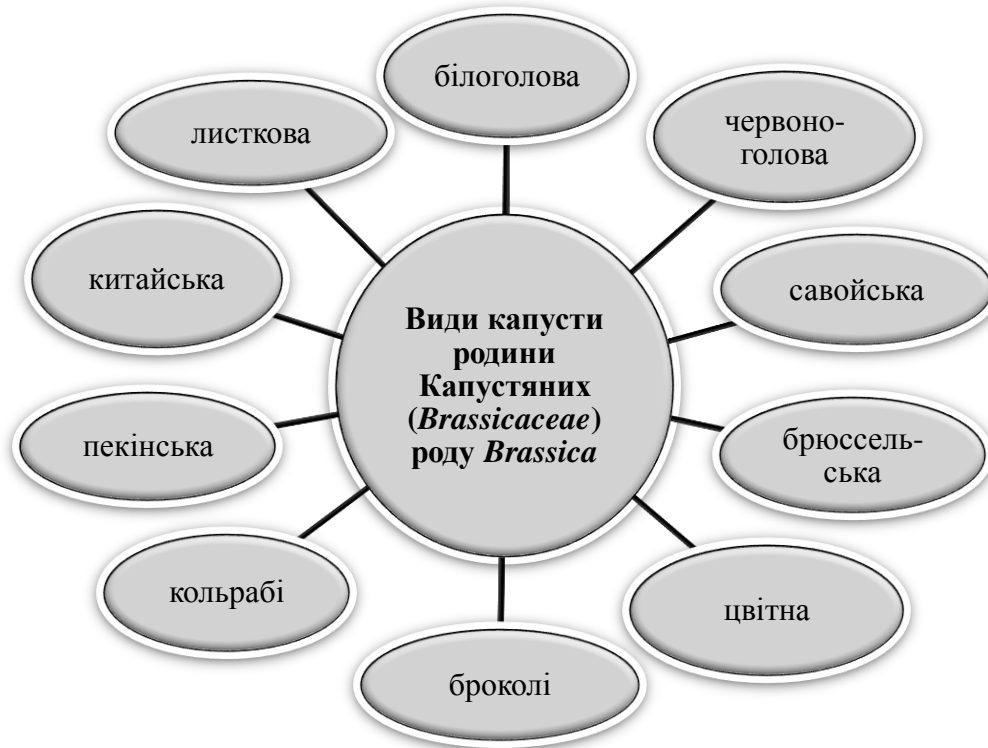 білоголова
червоно-
голова
листкова
савойська
китайська
Види капусти
родини
Капустяних
(Brassicaceae)
роду Brassica
брюссель-
ська
пекінська
кольрабі
цвітна
броколі